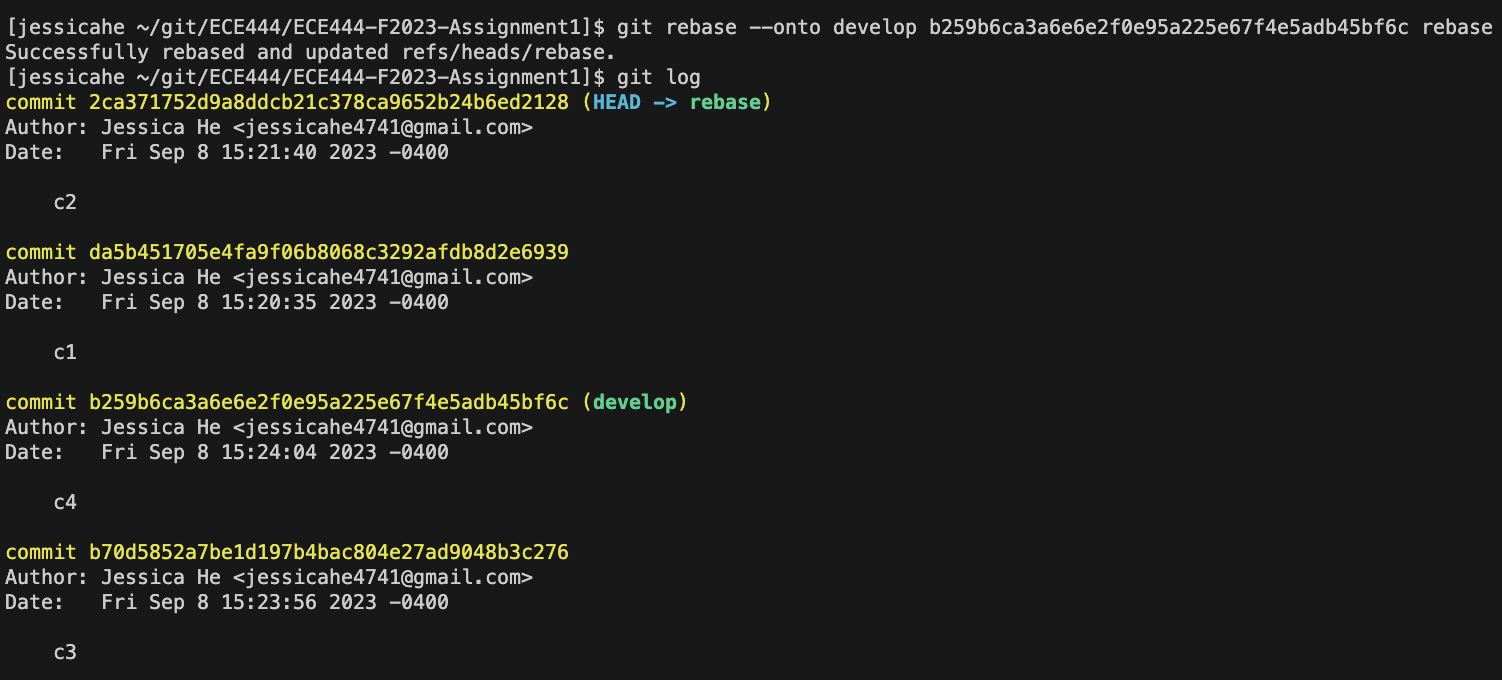 [jessicahe ~/git/ECE444/ECE444-F2023-Assignment1]$ git rebase --onto develop b259b6ca3a6e6e2f0e95a225e67f4e5adb45bf6c rebase
Successfully rebased and updated refs/heads/rebase.
[jessicahe ~/git/ECE444/ECE444-F2023-Assignment1]$ git log
commit 2ca371752d9a8ddcb21c378ca9652b24b6ed2128 (HEAD -> rebase)
Author: Jessica He <jessicahe4741@gmail.com>
Date:   Fri Sep 8 15:21:40 2023 -0400
    c2
commit da5b451705e4fa9f06b8068c3292afdb8d2e6939
Author: Jessica He <jessicahe4741@gmail.com>
Date:   Fri Sep 8 15:20:35 2023 -0400
    c1
commit b259b6ca3a6e6e2f0e95a225e67f4e5adb45bf6c (develop)
Author: Jessica He <jessicahe4741@gmail.com>
Date:   Fri Sep 8 15:24:04 2023 -0400
    c4
commit b70d5852a7be1d197b4bac804e27ad9048b3c276
Author: Jessica He <jessicahe4741@gmail.com>
Date:   Fri Sep 8 15:23:56 2023 -0400
    c3